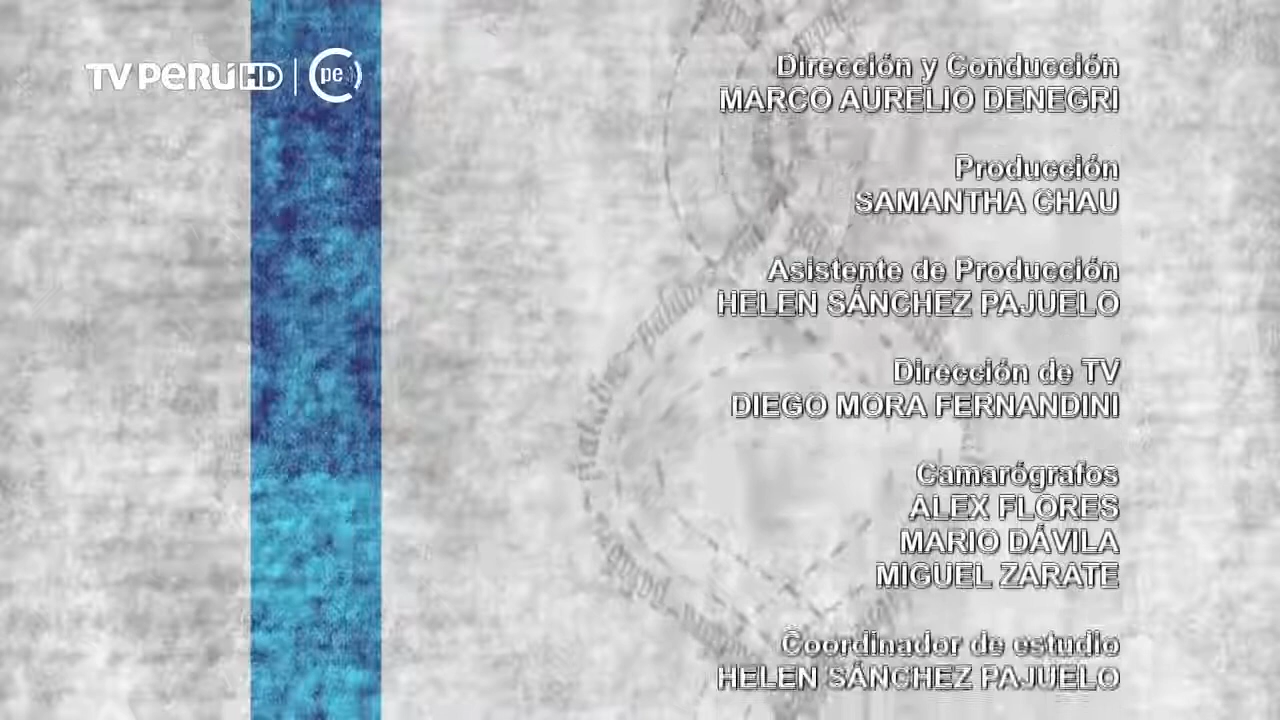 TV PERÚ HD | pe
Dirección y Conducción
MARCO AURELIO DENEGRI
Producción
SAMANTHA CHAU
Asistente de Producción
HELEN SÁNCHEZ PAJUELO
Dirección de TV
DIEGO MORA FERNANDINI
Camarógrafos
ALEX FLORES
MARIO DÁVILA
MIGUEL ZARATE
Coordinador de estudio
HELEN SÁNCHEZ PAJUELO